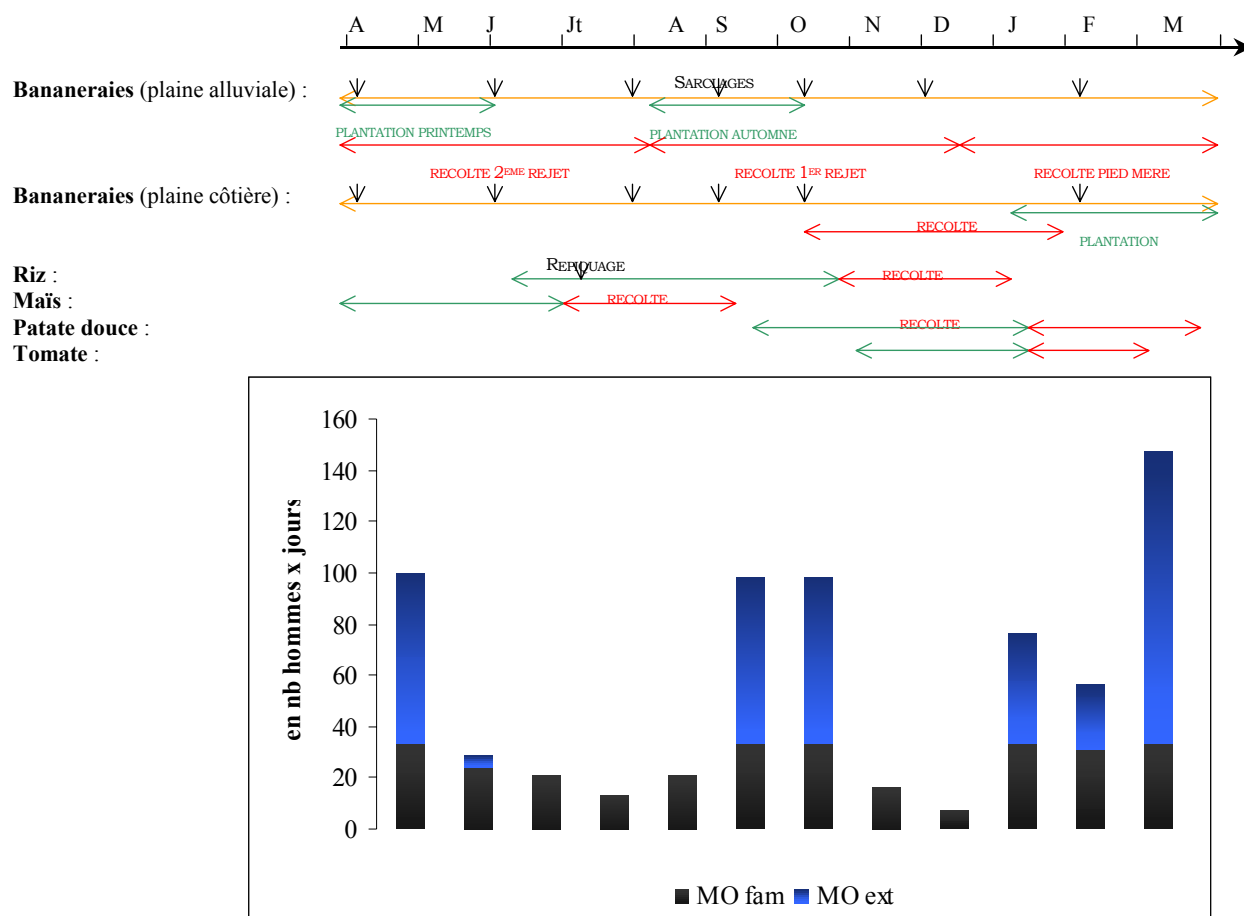 A M J Jt A S O N D J F M
Bananeraies (plaine alluviale) :
SARCLAGES
PLANTATION PRINTEMPS
PLANTATION AUTOMNE
RECOLTE 2EME REJET
RECOLTE 1ER REJET
RECOLTE PIED MERE
Bananeraies (plaine côtière) :
RECOLTE
PLANTATION
Riz :
REPIQUAGE
RECOLTE
Maïs :
RECOLTE
Patate douce :
RECOLTE
Tomate :
en nb hommes x jours
160
140
120
100
80
60
40
20
0
MO fam MO ext